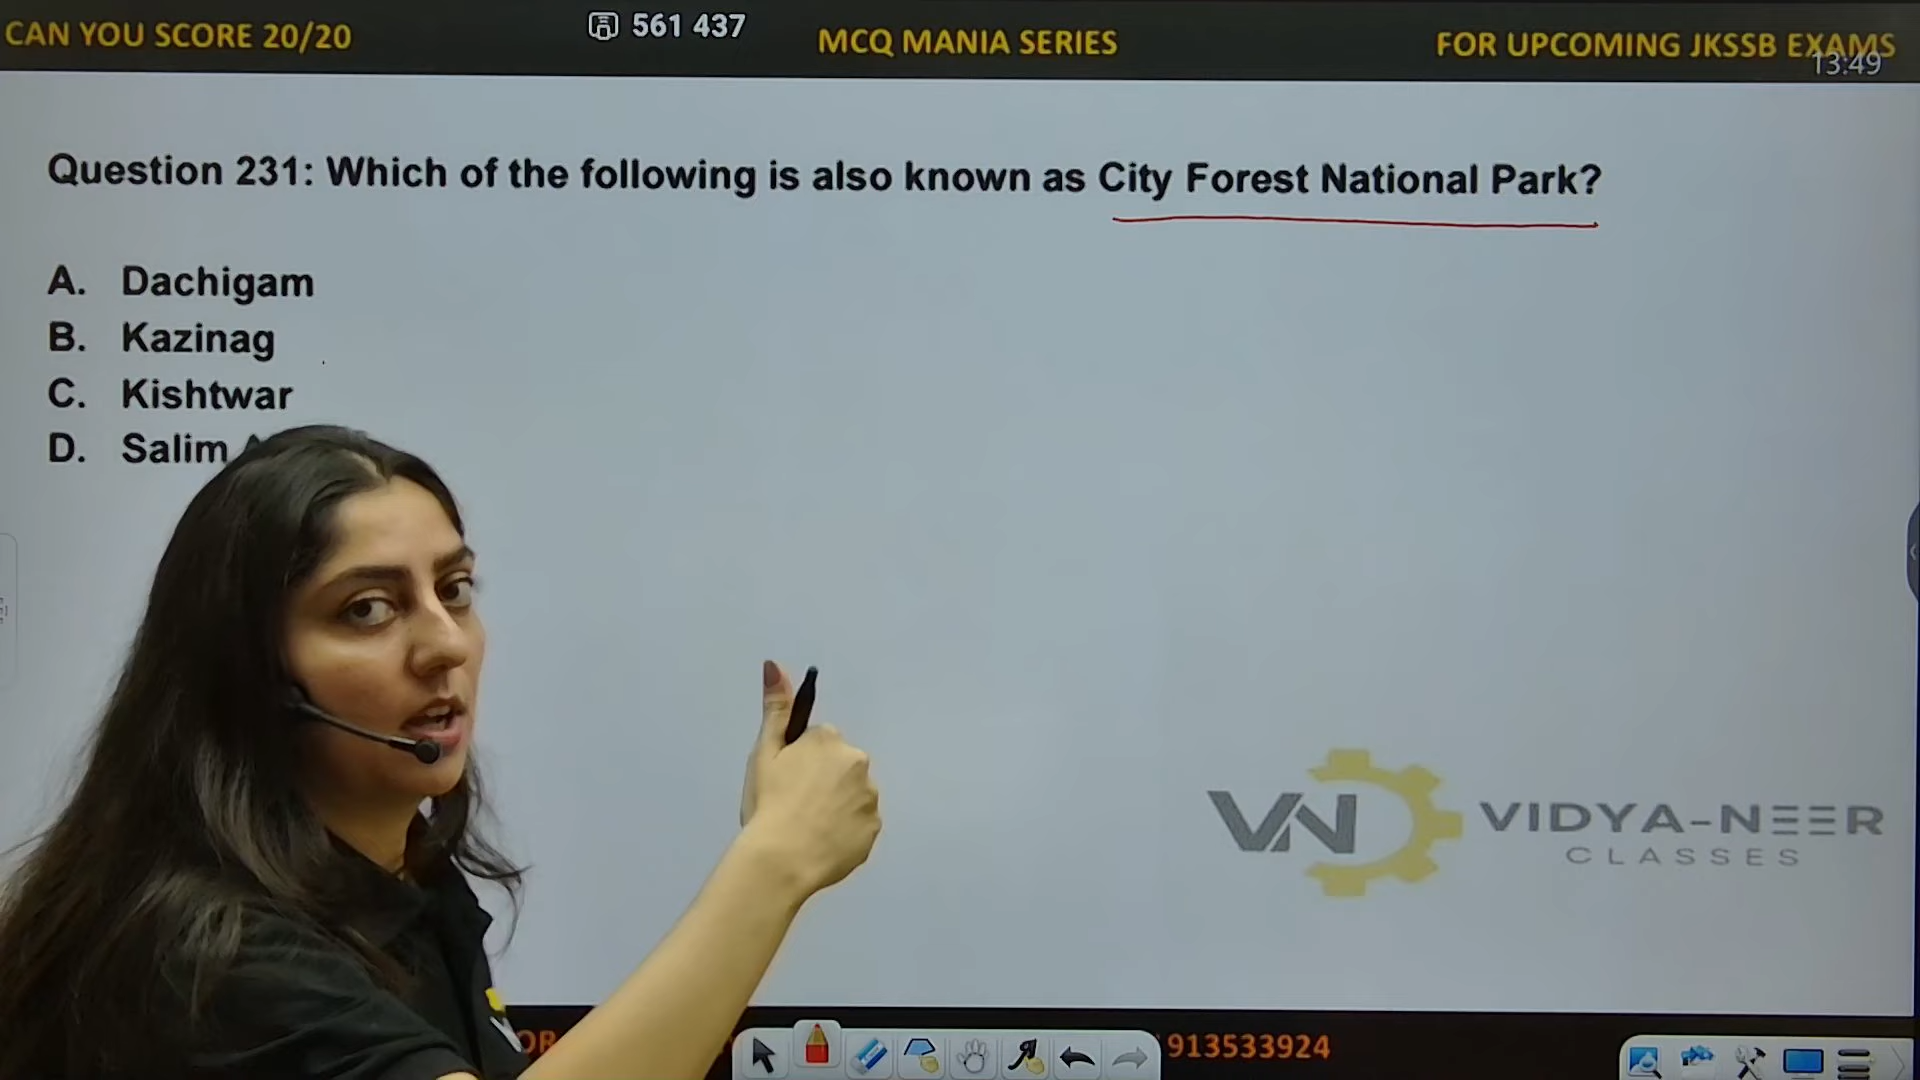 CAN YOU SCORE 20/20
561 437
MCQ MANIA SERIES
FOR UPCOMING JKSSB EXAMS
13:49
Question 231: Which of the following is also known as City Forest National Park?
A. Dachigam
B. Kazinag
C. Kishtwar
D. Salim
VN
VIDYA-NEER
CLASSES
913533924